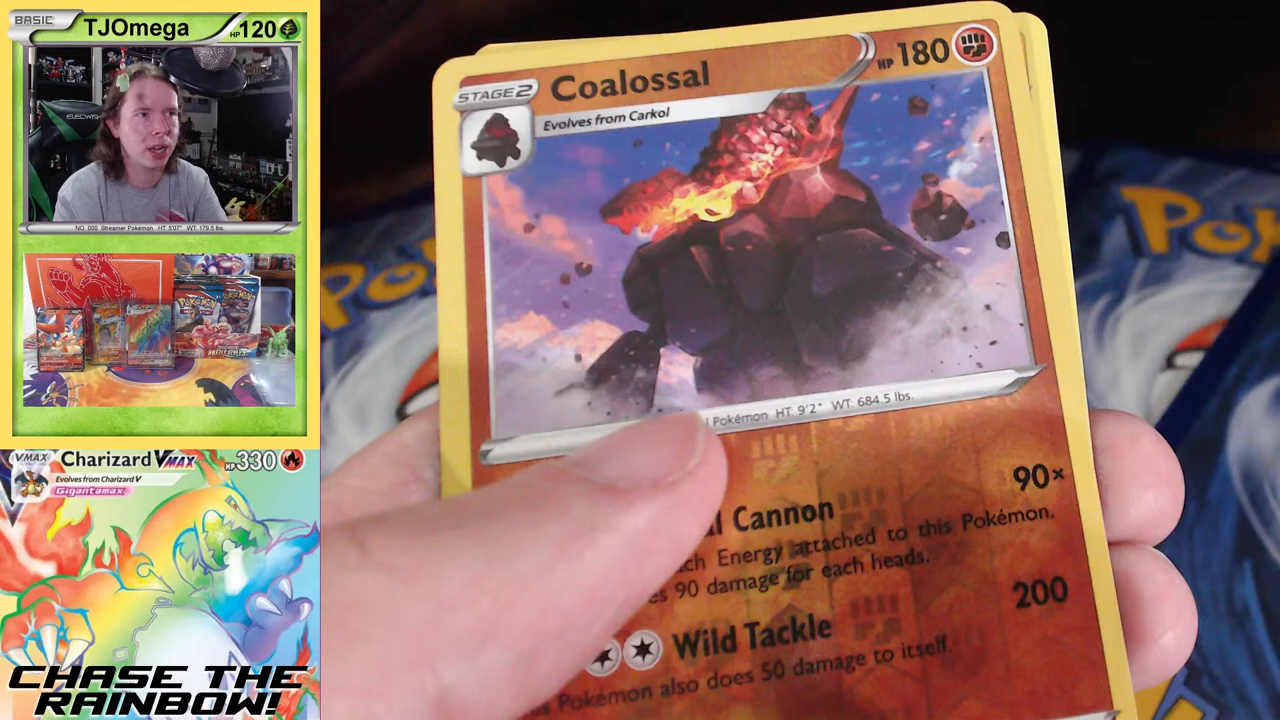 BASIC
TJOmega
HP 120
ELECWISH
NO. 000 Streamer Pokemon HT: 5'07" WT: 179.5 lbs.
POKEMON
VMAX
Charizard VMAX
HP 330
Evolves from Charizard V
Gigantamax
CHASE THE
RAINBOW!
STAGE 2
Coalossal
HP 180
Evolves from Carkol
Pokémon HT: 9'2" WT: 684.5 lbs.
Cannon
90×
Energy attached to this Pokémon.
90 damage for each heads.
Wild Tackle
200
Pokémon also does 50 damage to itself.
Po